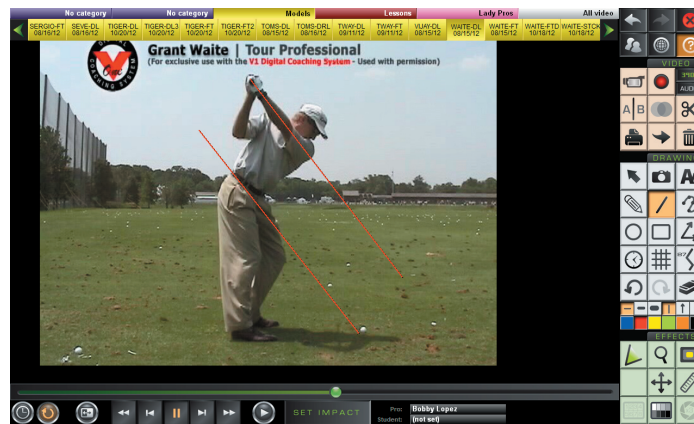 No category
No category
Models
Lessons
Lady Pros
All video
SERGIO-FT
08/16/12
SEVE-DL
08/16/12
TIGER-DL
10/20/12
TIGER-DL3
10/20/12
TIGER-FT
10/20/12
TIGER-FT2
10/20/12
TOMS-DL
08/15/12
TOMS-DRL
08/16/12
TWAY-DL
09/11/12
TWAY-FT
09/11/12
VIJAY-DL
08/15/12
WAITE-DL
08/15/12
WAITE-FT
08/15/12
WAITE-FTD
10/18/12
WAITE-STCK
10/18/12
Grant Waite | Tour Professional
(For exclusive use with the V1 Digital Coaching System - Used with permission)
COACHING SYSTEM
VIDEO
AUD
A B
DRAWIN
A
EFFECTS
SET IMPACT
Pro: Bobby Lopez
Student: (not set)